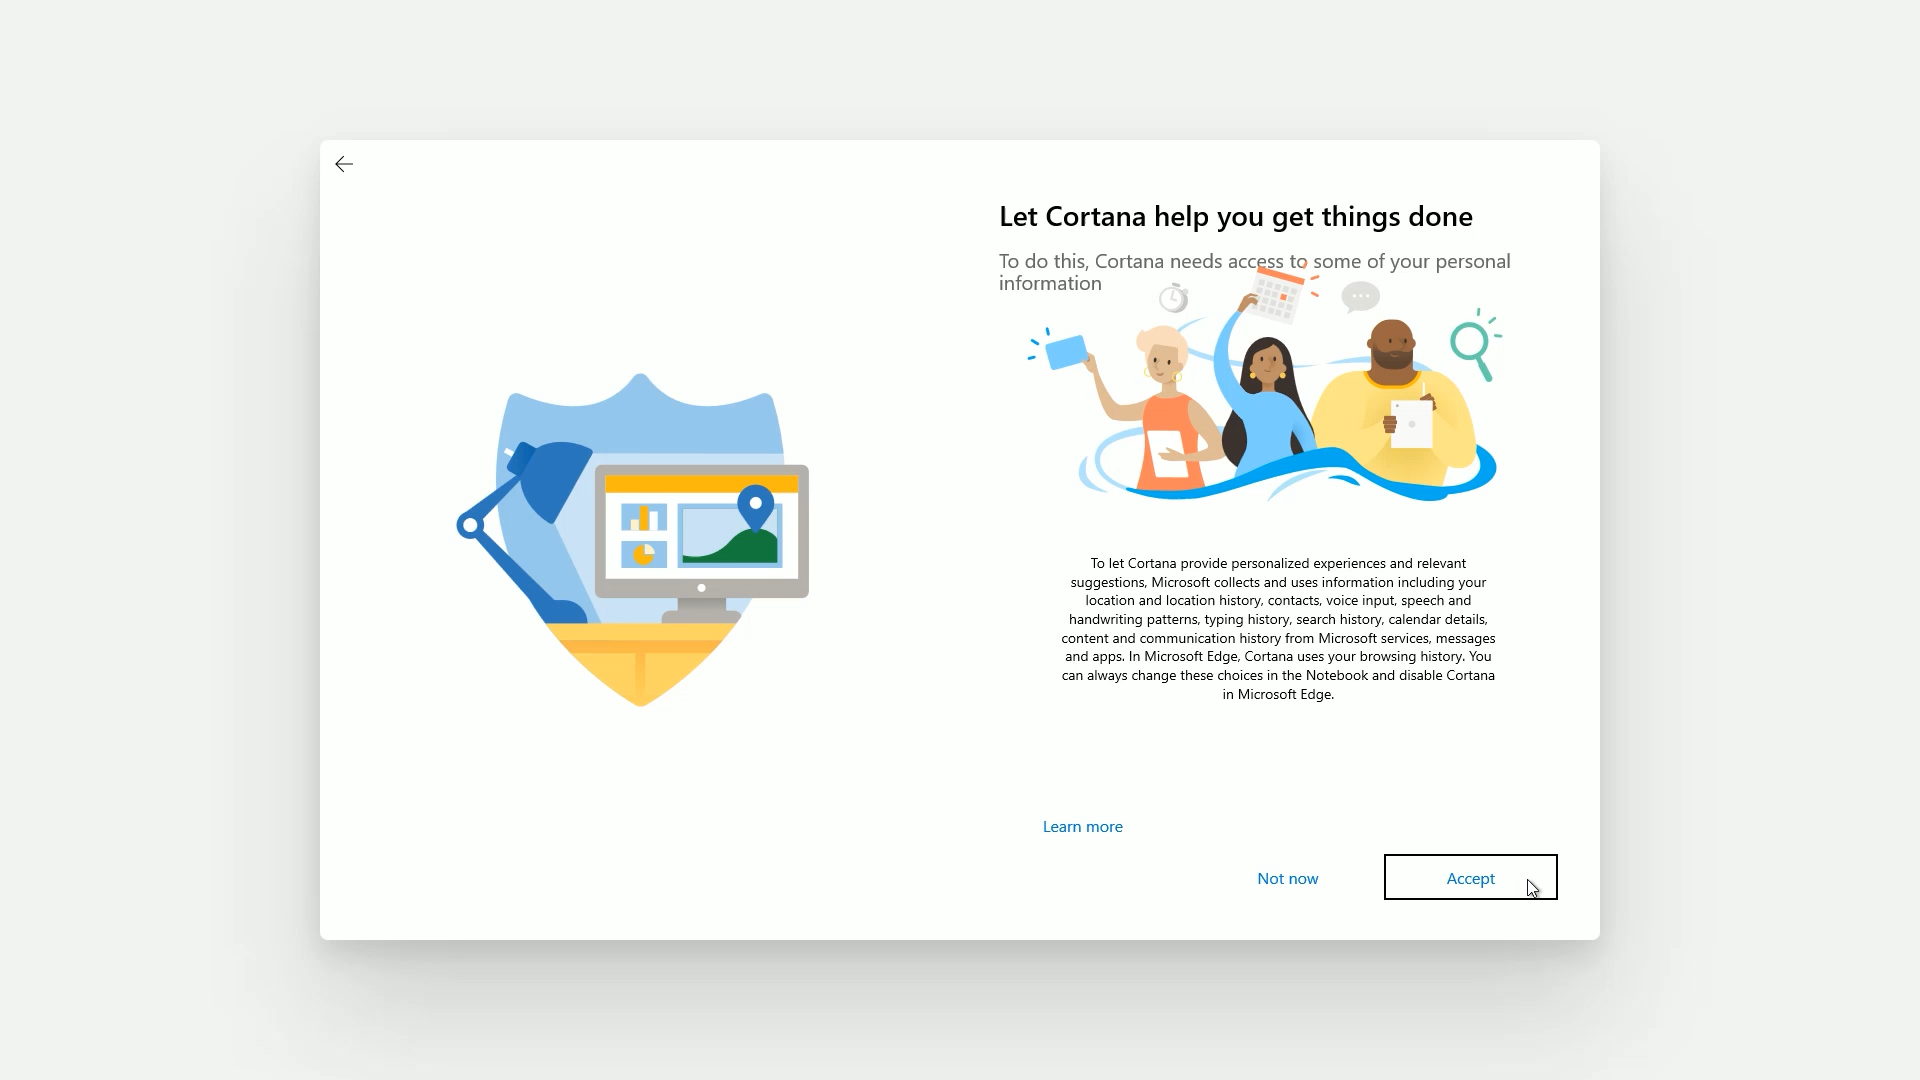 Let Cortana help you get things done
To do this, Cortana needs access to some of your personal
information
To let Cortana provide personalized experiences and relevant
suggestions, Microsoft collects and uses information including your
location and location history, contacts, voice input, speech and
handwriting patterns, typing history, search history, calendar details,
content and communication history from Microsoft services, messages
and apps. In Microsoft Edge, Cortana uses your browsing history. You
can always change these choices in the Notebook and disable Cortana
in Microsoft Edge.
Learn more
Not now
Accept